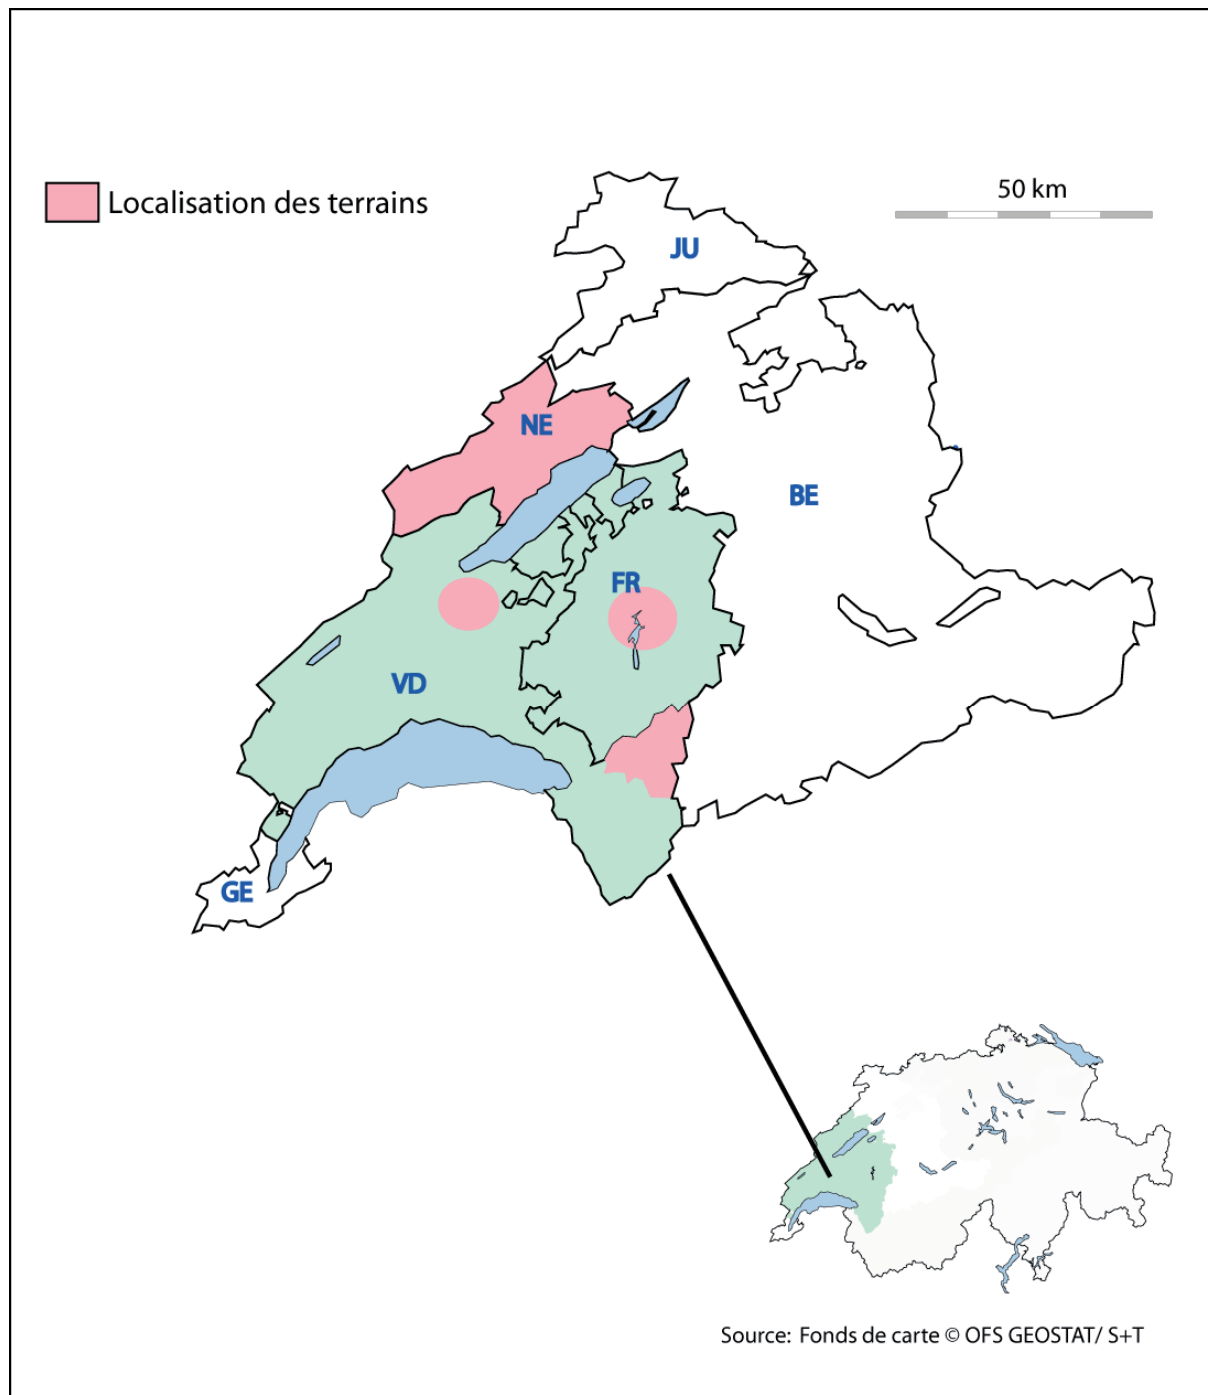 50 km
Localisation des terrains
JU
NE
BE
FR
VD
GE
Source: Fonds de carte © OFS GEOSTAT/ S+T